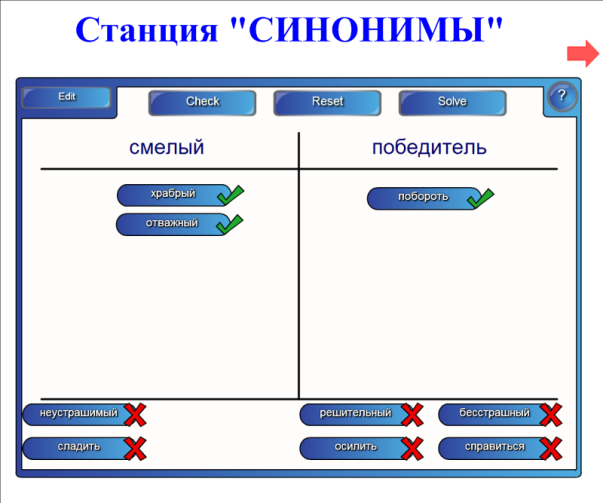 Станция "СИНОНИМЫ"
Edit
Check
Reset
Solve
?
смелый
победитель
храбрый
побороть
отважный
неустрашимый
решительный
бесстрашный
сладить
осилить
справиться